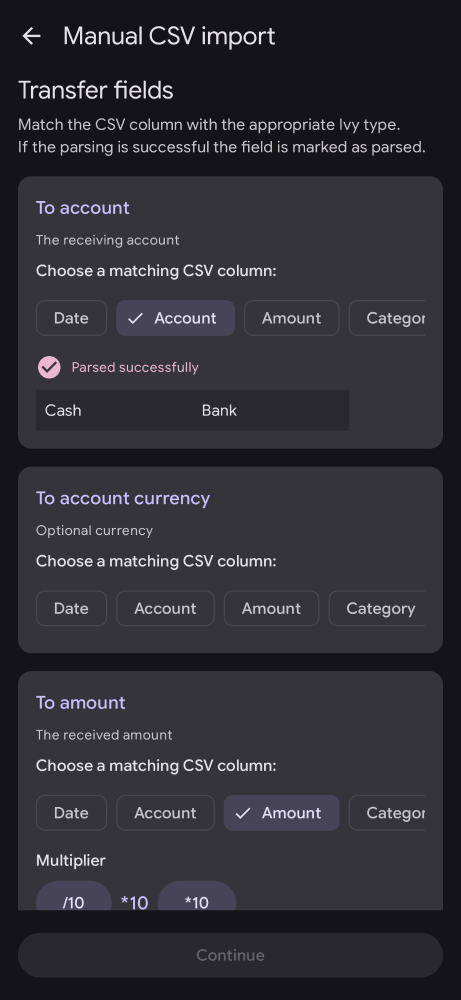 Manual CSV import
Transfer fields
Match the CSV column with the appropriate Ivy type.
If the parsing is successful the field is marked as parsed.
To account
The receiving account
Choose a matching CSV column:
Date Account Amount Categor
Parsed successfully
Cash Bank
To account currency
Optional currency
Choose a matching CSV column:
Date Account Amount Category
To amount
The received amount
Choose a matching CSV column:
Date Account Amount Categor
Multiplier
/10 *10 *10
Continue